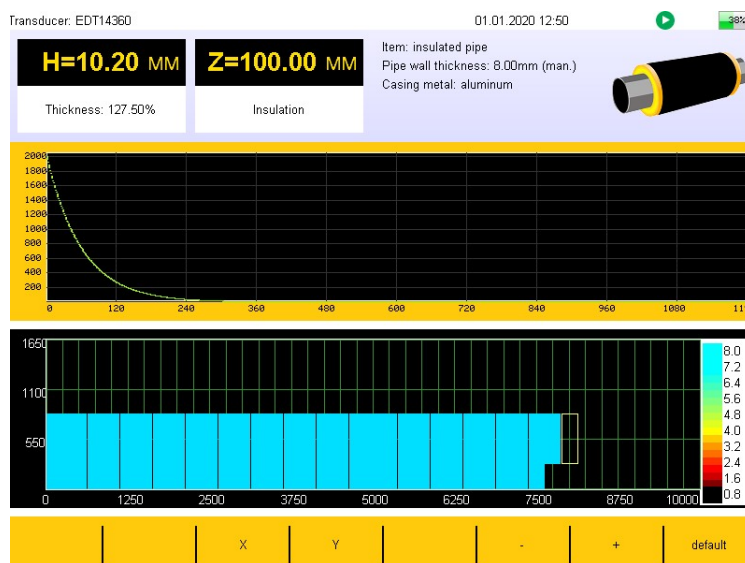 Transducer: EDT14360 01.01.2020 12:50 38%
H=10.20 MM Z=100.00 MM
Thickness: 127.50% Insulation
Item: insulated pipe
Pipe wall thickness: 8.00mm (man.)
Casing metal: aluminum
2000
1800
1600
1400
1200
1000
800
600
400
200
0 120 240 360 480 600 720 840 960 1080
1650
1100
550
0 1250 2500 3750 5000 6250 7500 8750 10000
8.0
7.2
6.4
5.6
4.8
4.0
3.2
2.4
1.6
0.8
X Y - + default